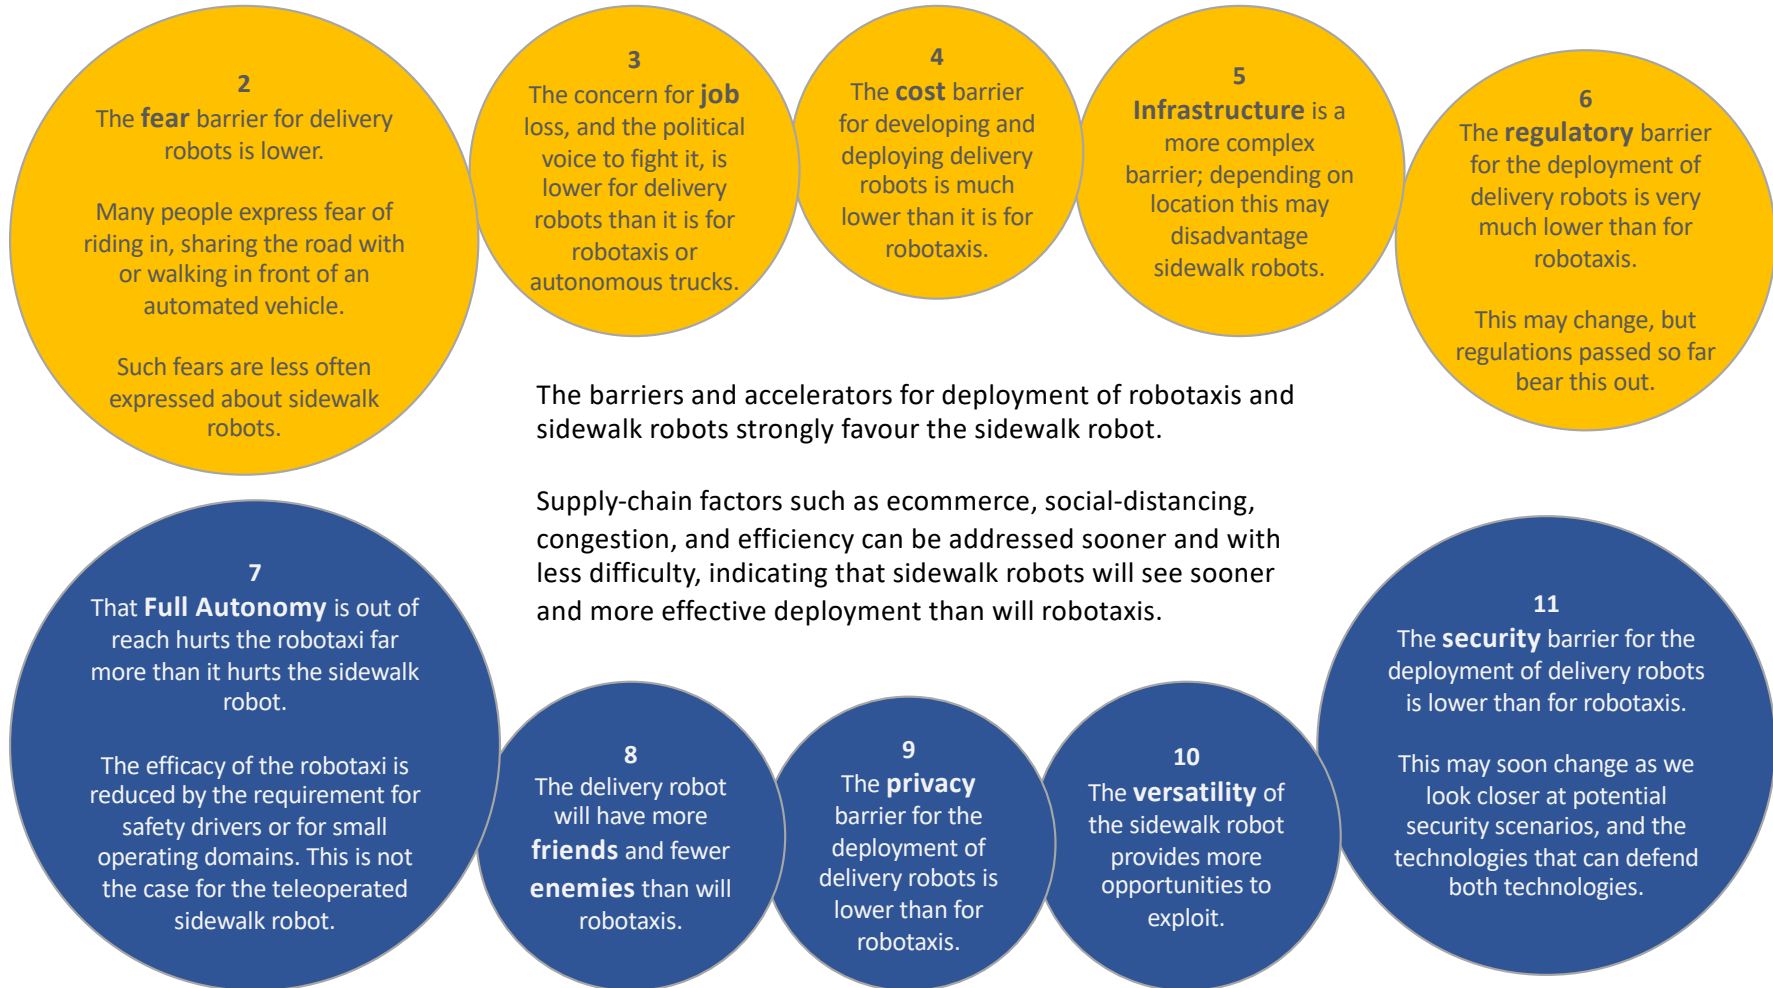 2
The fear barrier for delivery
robots is lower.
Many people express fear of
riding in, sharing the road with
or walking in front of an
automated vehicle.
Such fears are less often
expressed about sidewalk
robots.
3
The concern for job
loss, and the political
voice to fight it, is
lower for delivery
robots than it is for
robotaxis or
autonomous trucks.
4
The cost barrier
for developing and
deploying delivery
robots is much
lower than it is for
robotaxis.
5
Infrastructure is a
more complex
barrier; depending on
location this may
disadvantage
sidewalk robots.
6
The regulatory barrier
for the deployment of
delivery robots is very
much lower than for
robotaxis.
This may change, but
regulations passed so far
bear this out.
The barriers and accelerators for deployment of robotaxis and
sidewalk robots strongly favour the sidewalk robot.
Supply-chain factors such as ecommerce, social-distancing,
congestion, and efficiency can be addressed sooner and with
less difficulty, indicating that sidewalk robots will see sooner
and more effective deployment than will robotaxis.
7
That Full Autonomy is out of
reach hurts the robotaxi far
more than it hurts the sidewalk
robot.
The efficacy of the robotaxi is
reduced by the requirement for
safety drivers or for small
operating domains. This is not
the case for the teleoperated
sidewalk robot.
8
The delivery robot
will have more
friends and fewer
enemies than will
robotaxis.
9
The privacy
barrier for the
deployment of
delivery robots is
lower than for
robotaxis.
10
The versatility of
the sidewalk robot
provides more
opportunities to
exploit.
11
The security barrier for the
deployment of delivery robots
is lower than for robotaxis.
This may soon change as we
look closer at potential
security scenarios, and the
technologies that can defend
both technologies.